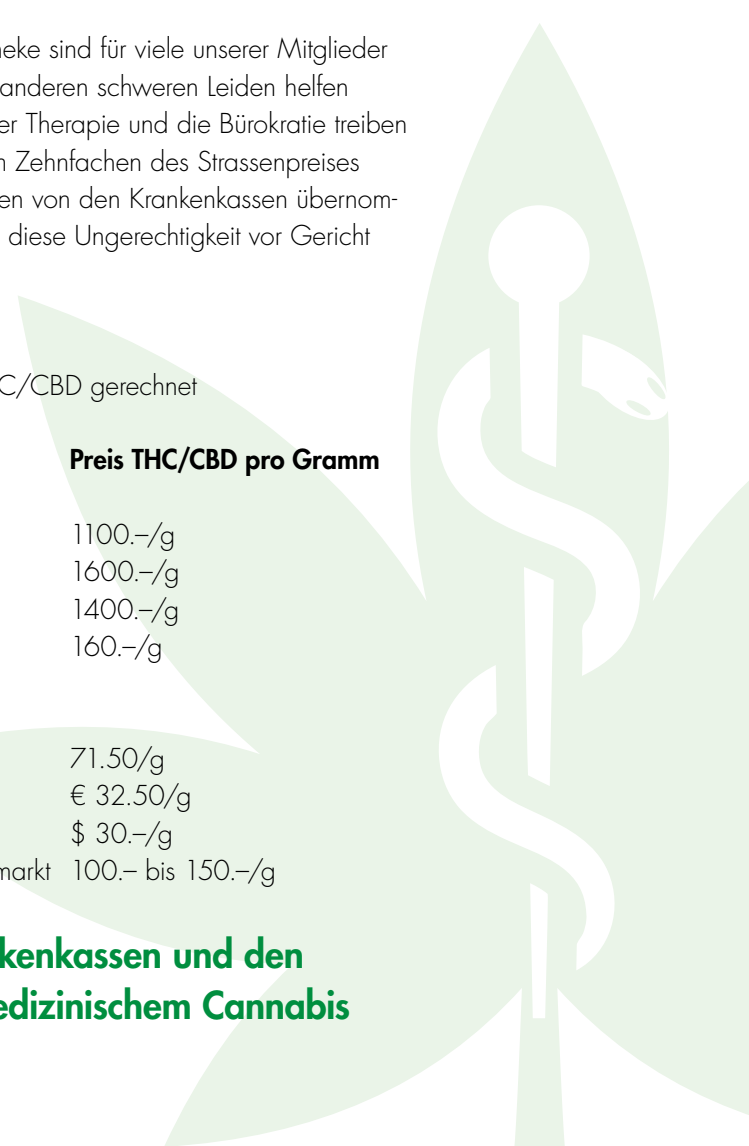 eke sind für viele unserer Mitglieder
anderen schweren Leiden helfen
er Therapie und die Bürokratie treiben
n Zehnfachen des Strassenpreises
en von den Krankenkassen übernom-
diese Ungerechtigkeit vor Gericht
C/CBD gerechnet
Preis THC/CBD pro Gramm
1100.–/g
1600.–/g
1400.–/g
160.–/g
71.50/g
€ 32.50/g
$ 30.–/g
markt 100.– bis 150.–/g
kenkassen und den
edizinischem Cannabis